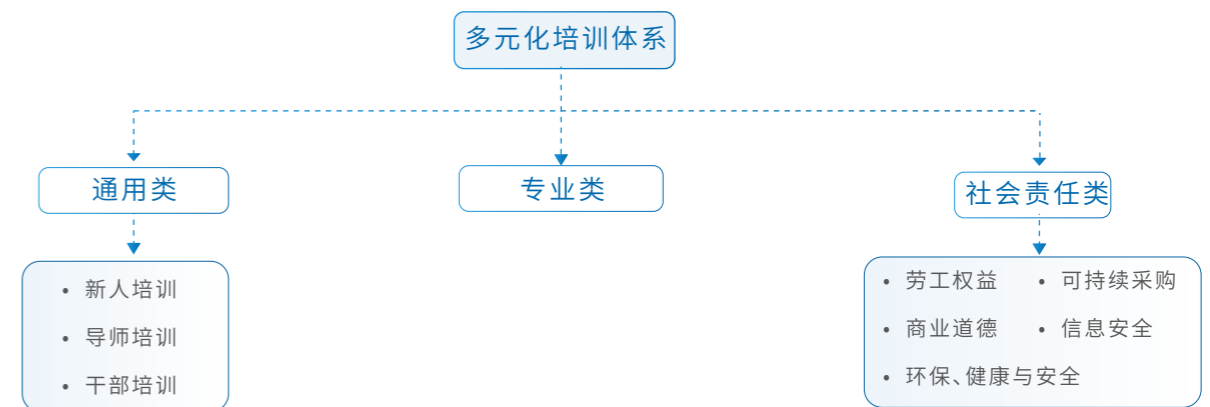 多元化培训体系
通用类
专业类
社会责任类
• 新人培训
• 导师培训
• 干部培训
• 劳工权益 • 可持续采购
• 商业道德 • 信息安全
• 环保、健康与安全